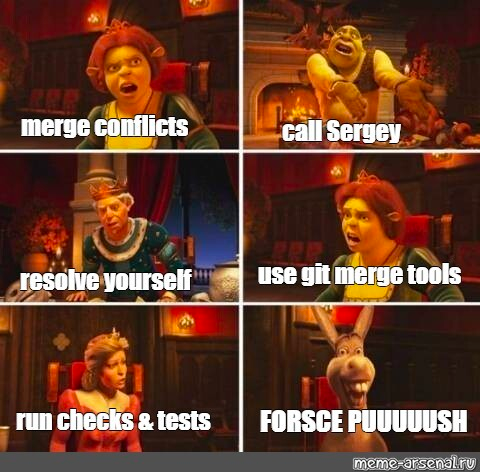 merge conflicts
call Sergey
resolve yourself
use git merge tools
run checks & tests
FORSCE PUUUUUSH
meme-arsenal.ru